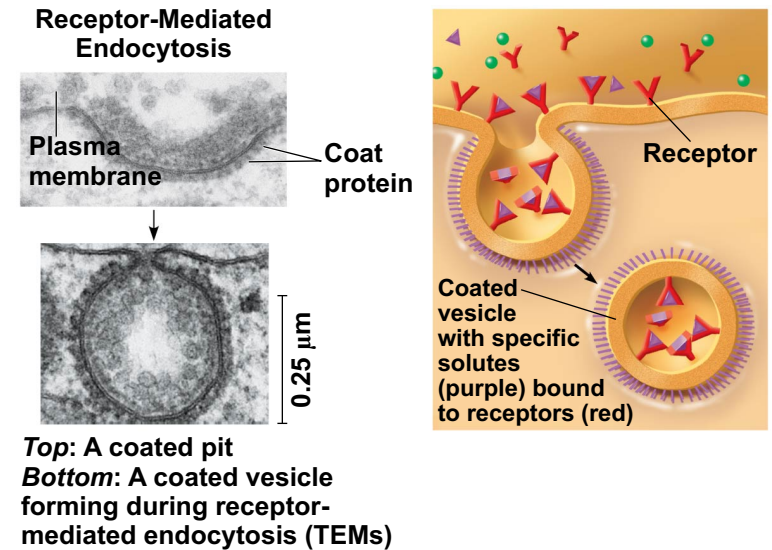 Receptor-Mediated
Endocytosis
Plasma
membrane
Coat
protein
0.25 μm
Top: A coated pit
Bottom: A coated vesicle
forming during receptor-
mediated endocytosis (TEMs)
Receptor
Coated
vesicle
with specific
solutes
(purple) bound
to receptors (red)